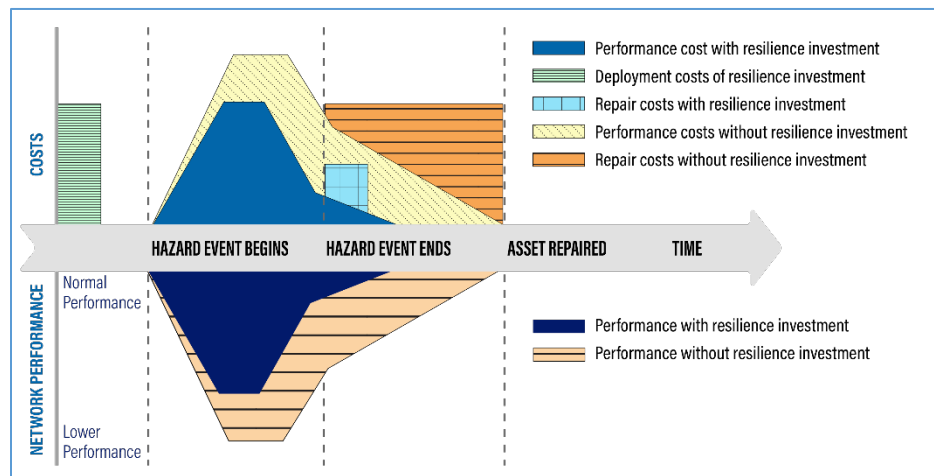 COSTS
Performance cost with resilience investment
Deployment costs of resilience investment
Repair costs with resilience investment
Performance costs without resilience investment
Repair costs without resilience investment
HAZARD EVENT BEGINS
HAZARD EVENT ENDS
ASSET REPAIRED
TIME
NETWORK PERFORMANCE
Normal
Performance
Lower
Performance
Performance with resilience investment
Performance without resilience investment